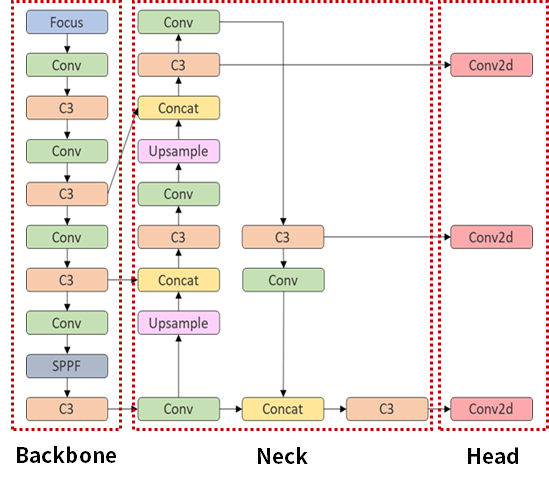 Focus
Conv
C3
Conv
C3
Conv
C3
Conv
SPPF
C3
Conv
C3
Concat
Upsample
Conv
C3
Concat
Upsample
Conv
C3
Conv
Concat
C3
Conv2d
Conv2d
Conv2d
Backbone
Neck
Head